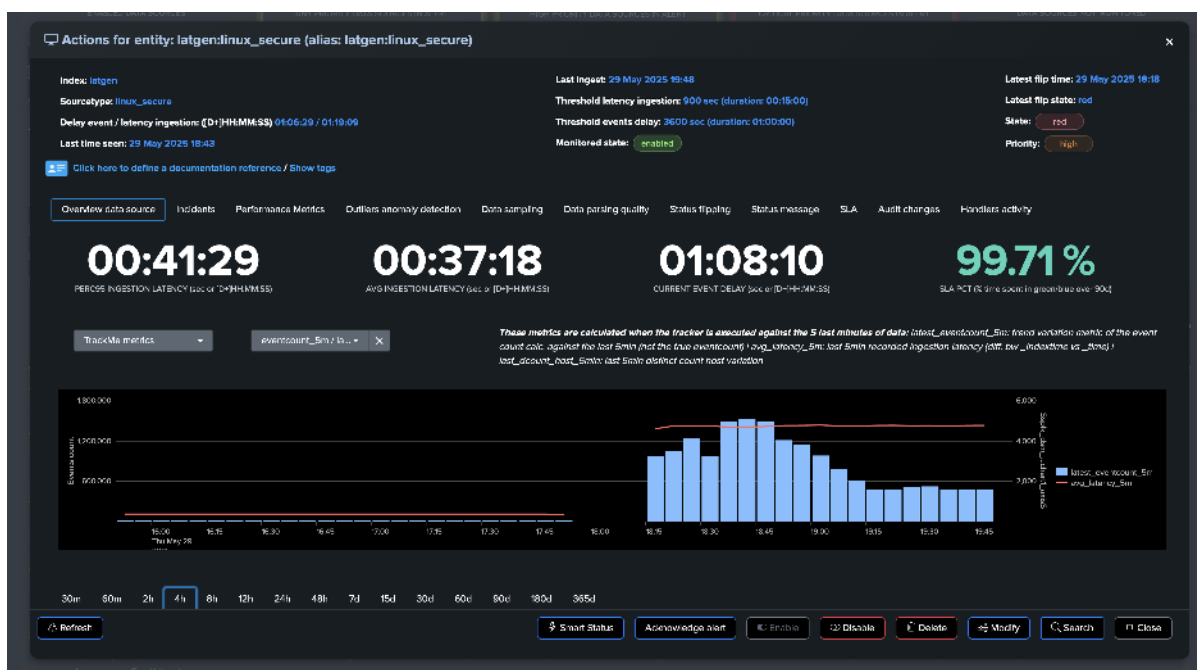 Actions for entity: latgen:linux_secure (alias: latgen:linux_secure)
×
Index: latgen
Sourcetype: linux_secure
Delay event / latency ingestion: ([D+]HH:MM:SS) 01:06:29 / 01:19:09
Last time seen: 29 May 2025 18:43
Last ingest: 29 May 2025 19:48
Threshold latency ingestion: 900 sec (duration: 00:15:00)
Threshold events delay: 3600 sec (duration: 01:00:00)
Monitored state: enabled
Latest flip time: 29 May 2025 18:18
Latest flip state: red
State: red
Priority: high
Click here to define a documentation reference / Show tags
Overview data source Incidents Performance Metrics Outliers anomaly detection Data sampling Data parsing quality Status flipping Status message SLA Audit changes Handlers activity
00:41:29
PERC95 INGESTION LATENCY (sec or [D+]HH:MM:SS)
00:37:18
AVG INGESTION LATENCY (sec or [D+]HH:MM:SS)
01:08:10
CURRENT EVENT DELAY (sec or [D+]HH:MM:SS)
99.71 %
SLA PCT (% time spent in green/blue over 90d)
TrackMe metrics
eventcount_5m / la...
These metrics are calculated when the tracker is executed against the 5 last minutes of data: latest_eventcount_5m: trend variation metric of the event
count calc. against the last 5min (not the true eventcount) / avg_latency_5m: last 5min recorded ingestion latency (diff. bw _indextime vs _time) /
last_dcount_host_5min: last 5min distinct count host variation
1,800,000
1,200,000
600,000
Events count
6,000
4,000
2,000
latest_eventcount_5m
avg_latency_5m
16:00 16:15 16:30 16:45 17:00 17:15 17:30 17:45 18:00 18:15 18:30 18:45 19:00 19:15 19:30 19:45
Thu May 29
30m 60m 2h 4h 8h 12h 24h 48h 7d 15d 30d 60d 90d 180d 365d
Refresh Smart Status Acknowledge alert Enable Disable Delete Modify Search Close